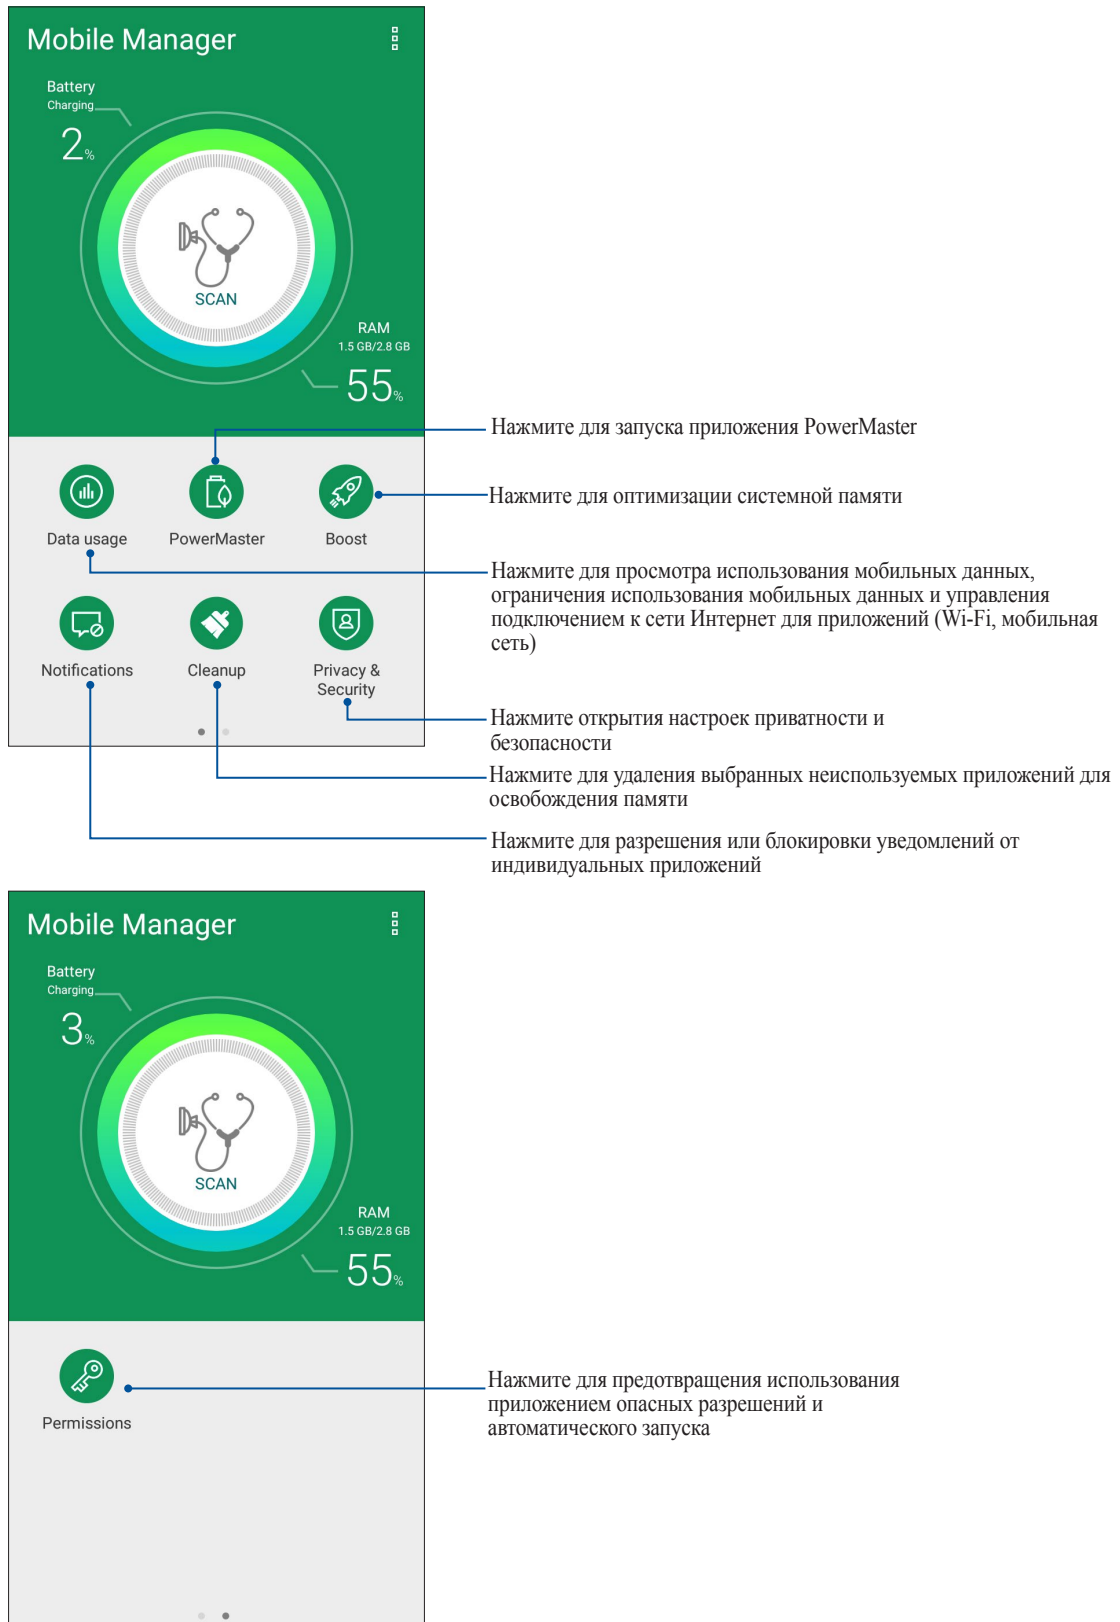 Mobile Manager
Battery
Charging
2%
SCAN
RAM
1.5 GB/2.8 GB
55%
Нажмите для запуска приложения PowerMaster
Нажмите для оптимизации системной памяти
Data usage
PowerMaster
Boost
Нажмите для просмотра использования мобильных данных,
ограничения использования мобильных данных и управления
подключением к сети Интернет для приложений (Wi-Fi, мобильная
сеть)
Notifications
Cleanup
Privacy &
Security
Нажмите открытия настроек приватности и
безопасности
Нажмите для удаления выбранных неиспользуемых приложений для
освобождения памяти
Нажмите для разрешения или блокировки уведомлений от
индивидуальных приложений
Mobile Manager
Battery
Charging
3%
SCAN
RAM
1.5 GB/2.8 GB
55%
Permissions
Нажмите для предотвращения использования
приложением опасных разрешений и
автоматического запуска